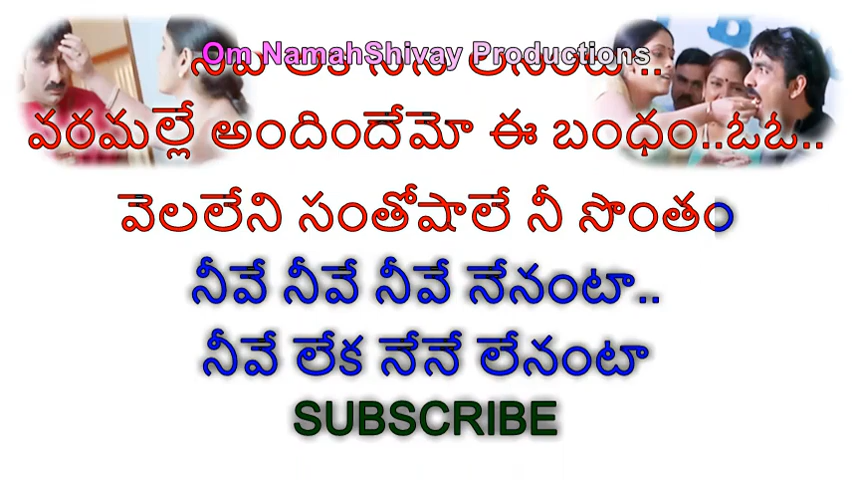 Om NamahShivay Productions
వరమల్లే అందిందేమో ఈ బంధం..ఓఓ..
వెలలేని సంతోషాలే నీ సొంతం
నీవే నీవే నీవే నేనంటా..
నీవే లేక నేనే లేనంటా
SUBSCRIBE